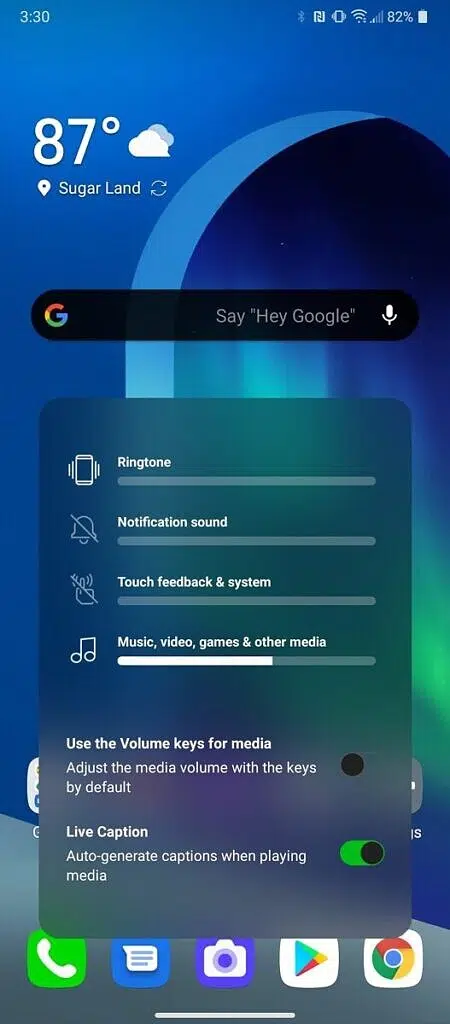 3:30 82%
87°
Sugar Land
Say "Hey Google"
Ringtone
Notification sound
Touch feedback & system
Music, video, games & other media
Use the Volume keys for media
Adjust the media volume with the keys
by default
Live Caption
Auto-generate captions when playing
media